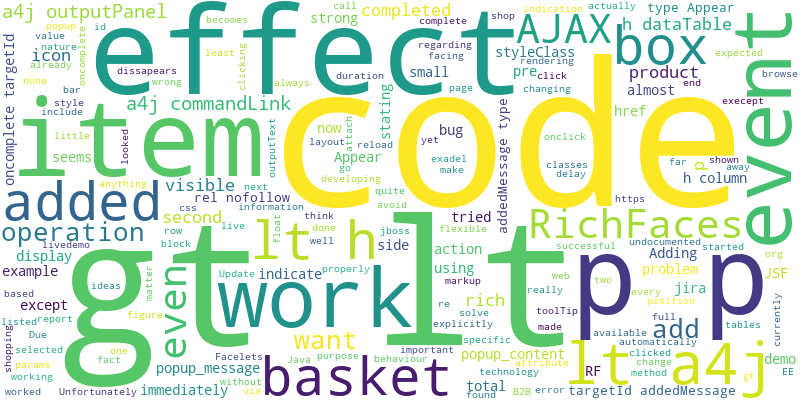 a4j outputPanel
call
strong
completed
AJAX
h dataTable
type Appear
indication
actually
becomes
complete
shop
popup
id
effect
value
nature
icon
already
bar
oncomplete
dissapears
wrong
clicking
least
none
style
include
looked
little
a4j commandLink
always
duration
regarding
facing
small
page
styleClass
rendering
pre
click
changing
box
product
almost
end
execept
href
expected
browse
item
code
event
oncomplete targetId
now
attach
stating
bug
yet
layout
reload
exadel
make
Appear
go
developing
seems
outputText
anything
visible
rel nofollow
next
quite
avoid
addedMessage type
onclick
classes
delay
https
p
far
shown
away
h column
added
operation
css
second
float
information
think
jboss
tried
flexible
RichFaces
successful
undocumented
started
row
live
done
well
side
action
Adding
problem
org
JSF
livedemo
display
block
lt h
markup
using
web
really
two
every
position
example
ideas
matter
even
Update
indicate
properly
re
rich
toolTip
jira
full
tables
gt
work
lt
p p
based
except
solve
explicitly
made
available
automatically
add
currently
listed
report
Due
figure
Facelets
want
important
specific
popup_content
clicked
change
demo
shopping
selected
fact
one
popup_message
Java
purpose
behaviour
technology
attribute
lt a4j
RF
method
EE
params
working
without
basket
total
B2B
error
gt
worked
Unfortunately
immediately
via
found
targetId addedMessage